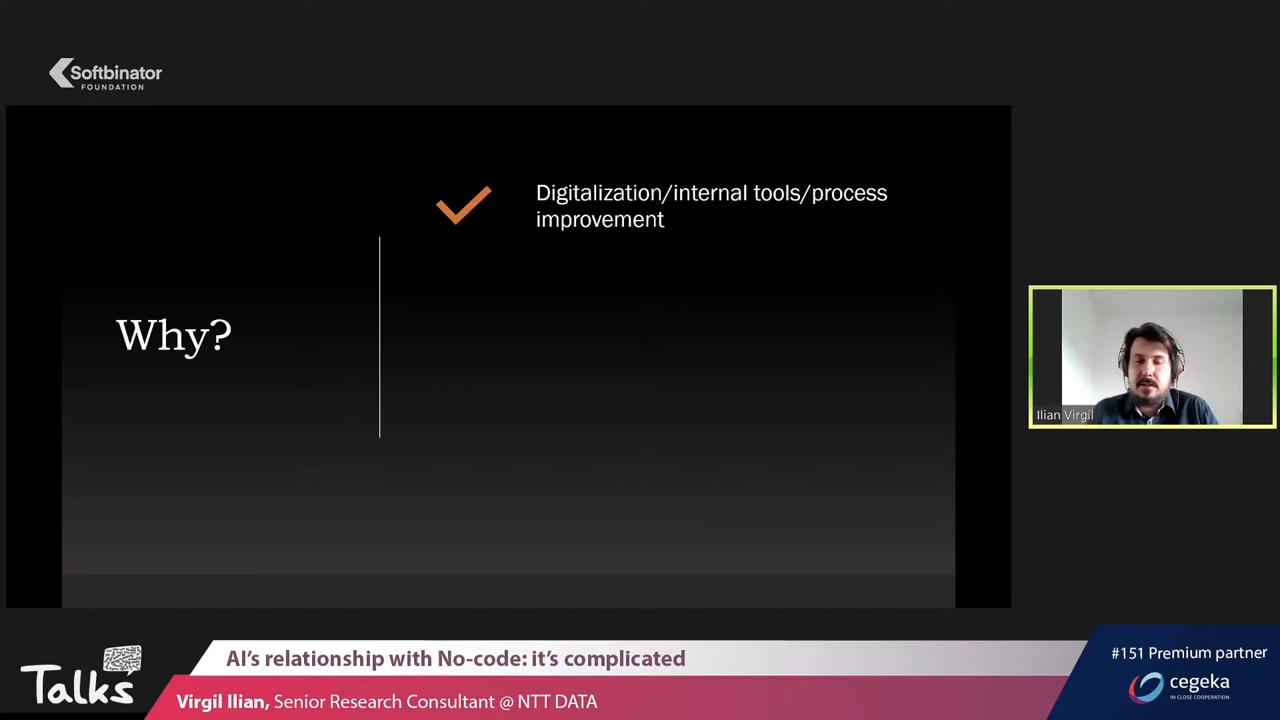 Softbinator
FOUNDATION
Digitalization/internal tools/process
improvement
Why?
Ilian Virgil
Talks
AI's relationship with No-code: it's complicated
Virgil Ilian, Senior Research Consultant @ NTT DATA
#151 Premium partner
cegeka
IN CLOSE COOPERATION